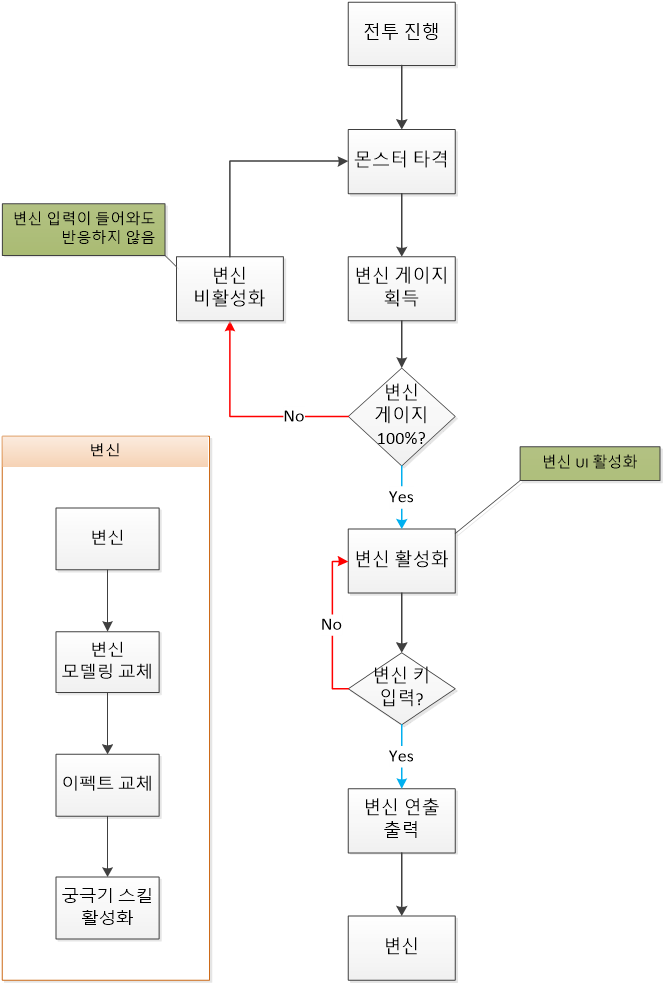 전투 진행
몬스터 타격
변신 입력이 들어와도
반응하지 않음
변신
비활성화
변신 게이지
획득
변신
게이지
100%?
No
변신
변신 UI 활성화
Yes
변신
변신 활성화
No
변신
모델링 교체
변신 키
입력?
Yes
이펙트 교체
변신 연출
출력
궁극기 스킬
활성화
변신